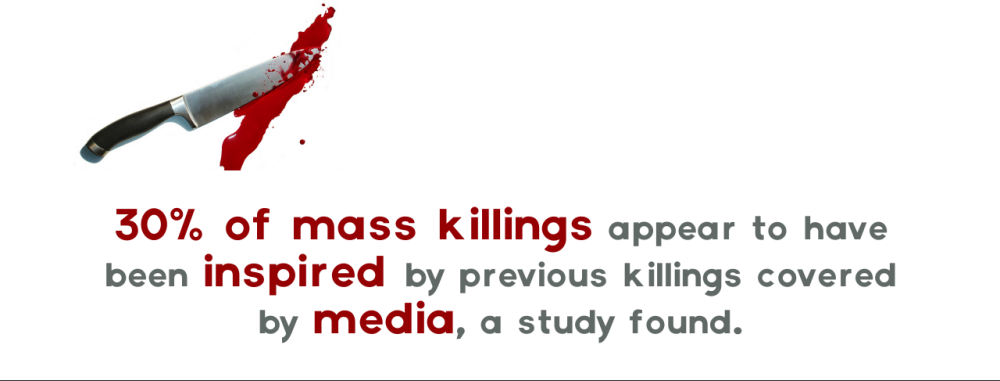 30% of mass killings appear to have
been inspired by previous killings covered
by media, a study found.